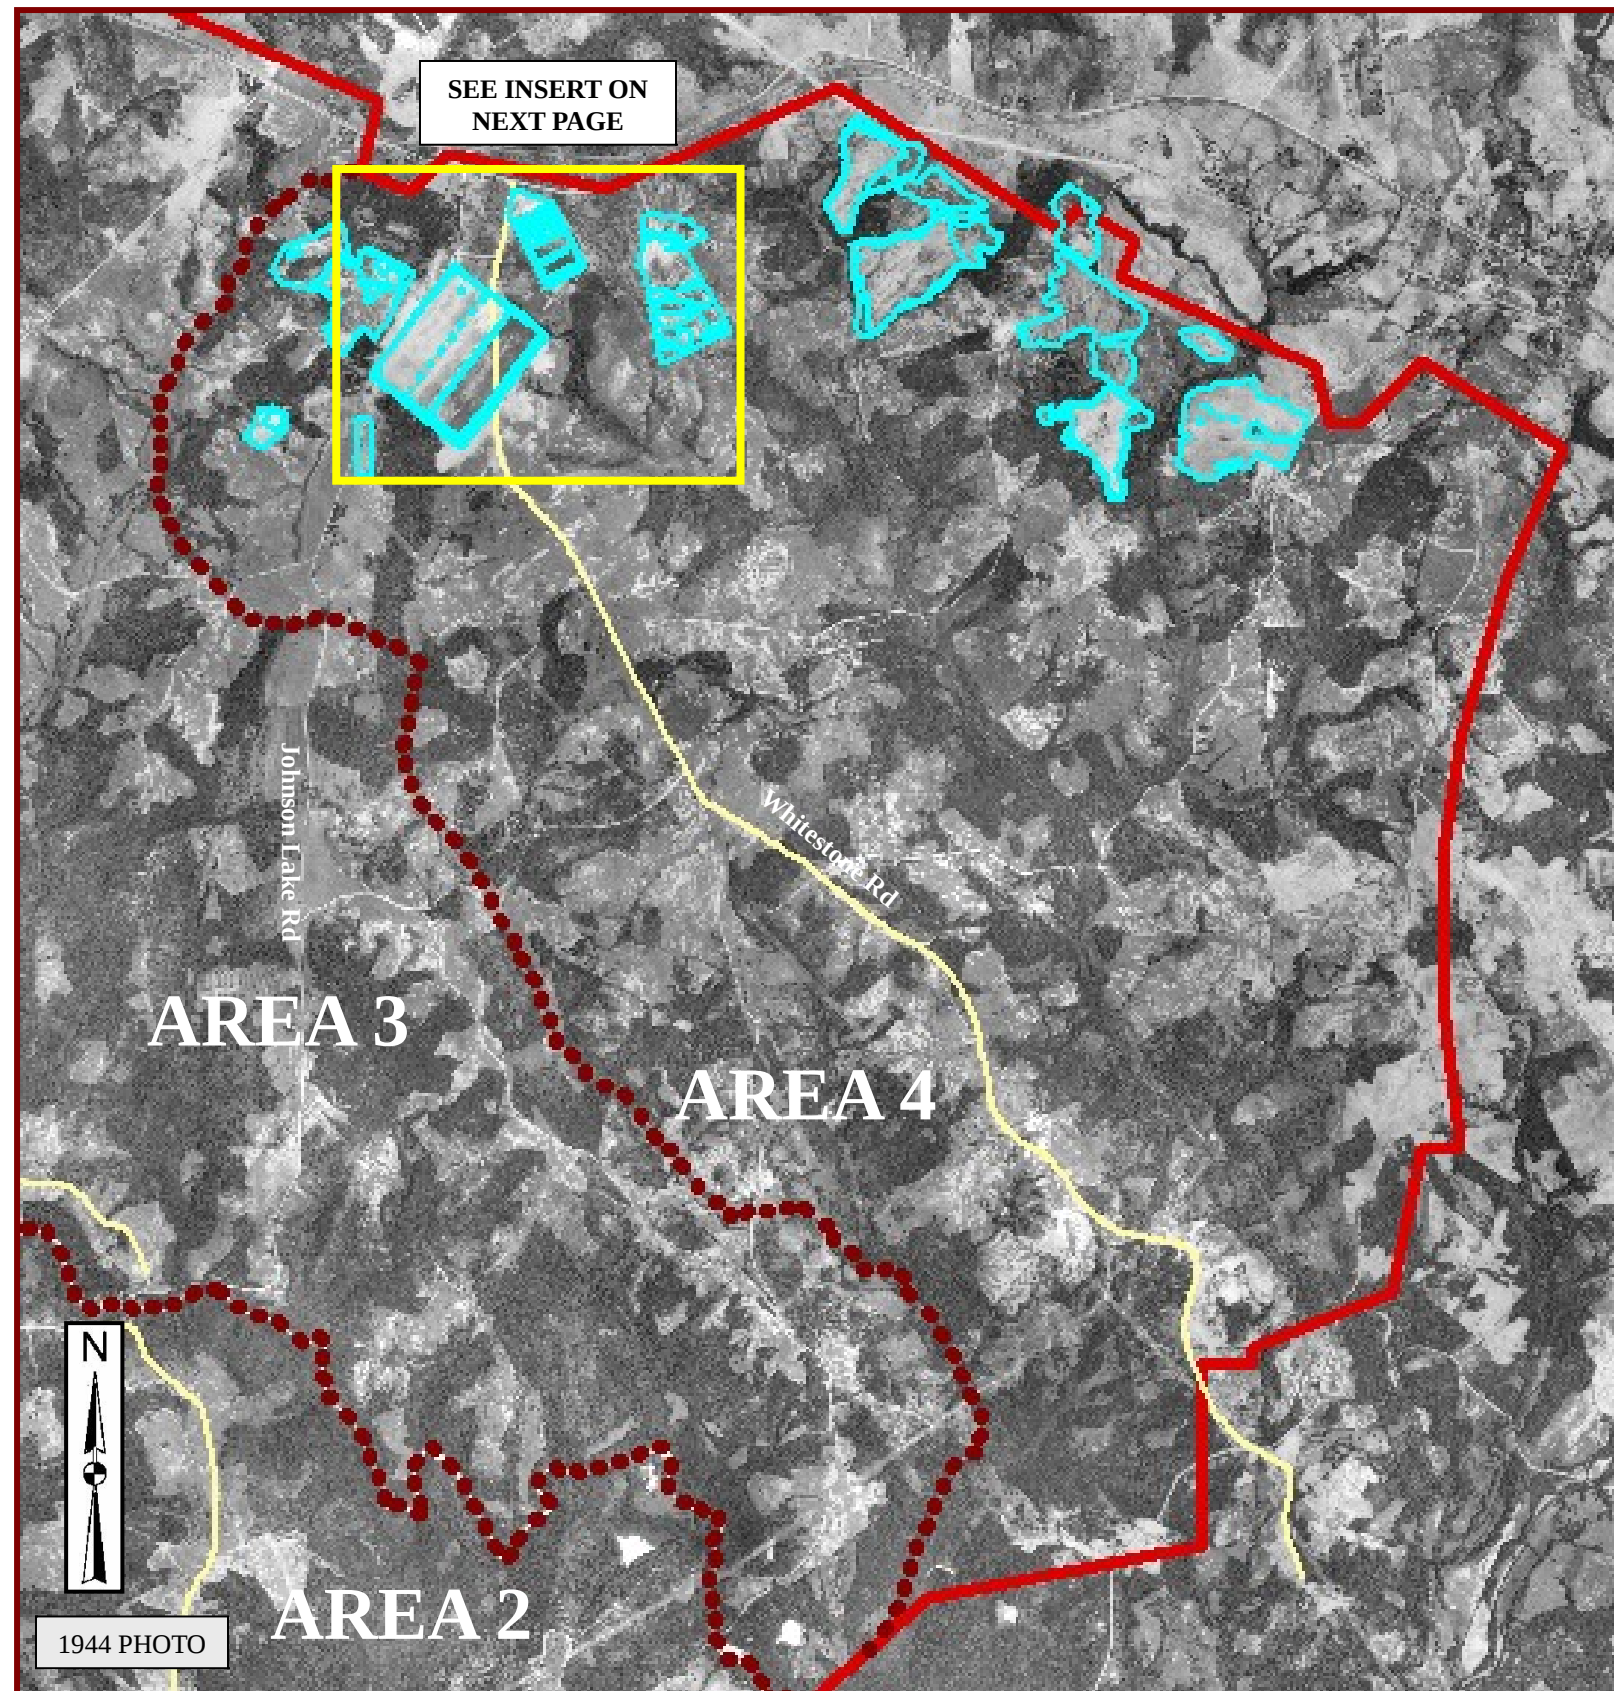 SEE INSERT ON
NEXT PAGE
Johnson Lake Rd
Whitestone Rd
AREA 3
AREA 4
N
AREA 2
1944 PHOTO